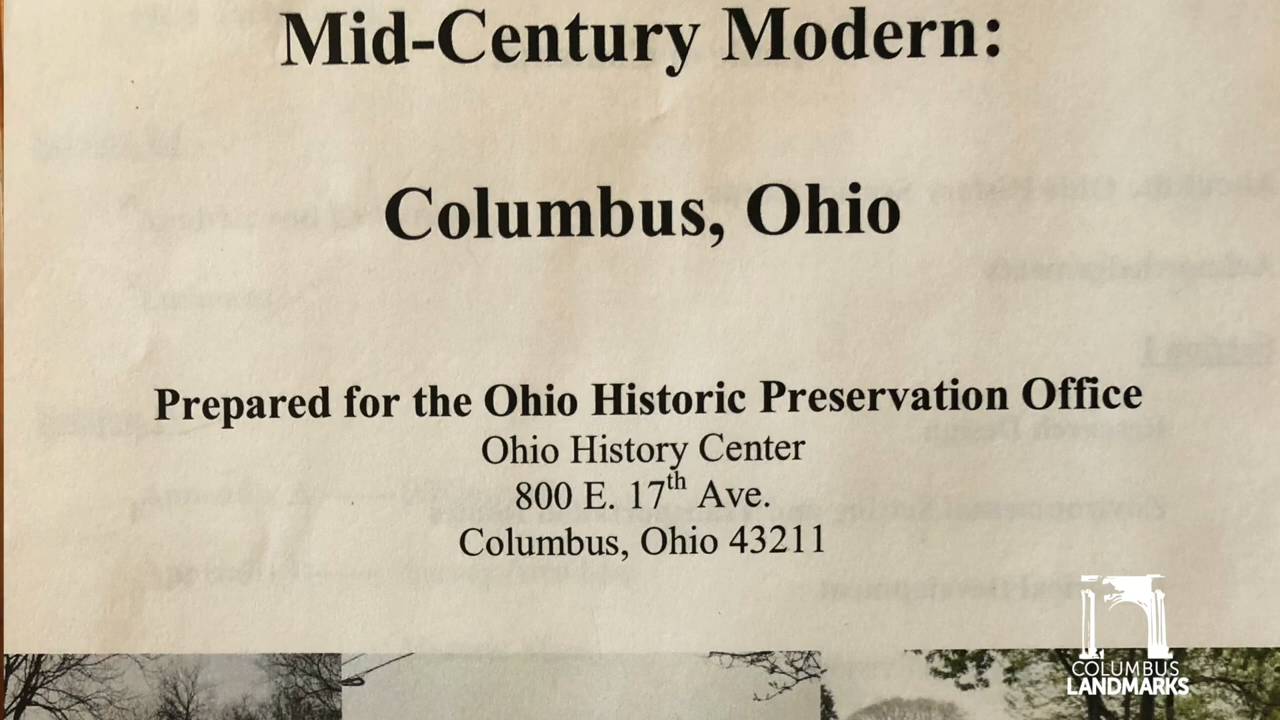 Mid-Century Modern:
Columbus, Ohio
Prepared for the Ohio Historic Preservation Office
Ohio History Center
800 E. 17th Ave.
Columbus, Ohio 43211
COLUMBUS
LANDMARKS